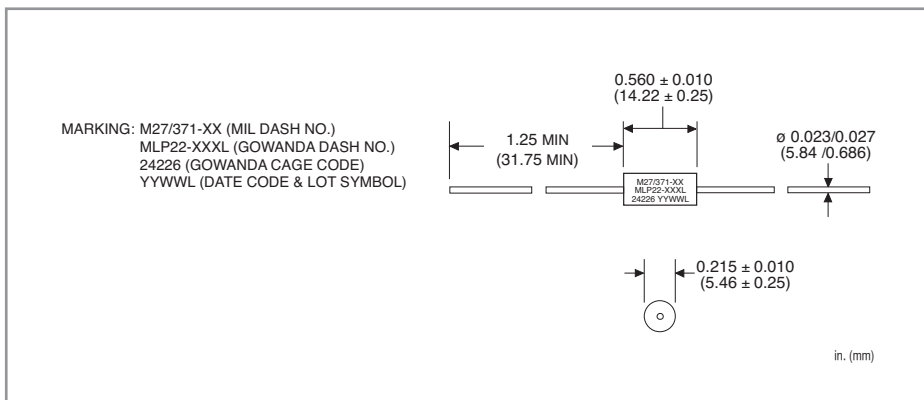 MARKING: M27/371-XX (MIL DASH NO.)
MLP22-XXXL (GOWANDA DASH NO.)
24226 (GOWANDA CAGE CODE)
YYWWL (DATE CODE & LOT SYMBOL)
1.25 MIN
(31.75 MIN)
0.560 ± 0.010
(14.22 ± 0.25)
ø 0.023/0.027
(5.84 /0.686)
M27/371-XX
MLP22-XXXL
24226 YYWWL
0.215 ± 0.010
(5.46 ± 0.25)
in. (mm)